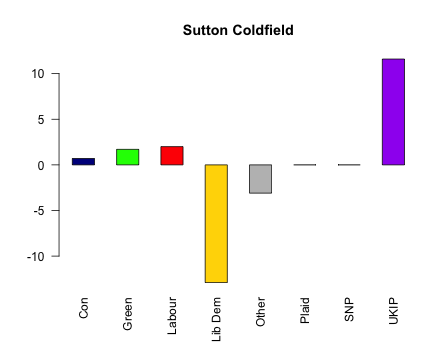 Sutton Coldfield
10
5
0
-5
-10
Con
Green
Labour
Lib Dem
Other
Plaid
SNP
UKIP